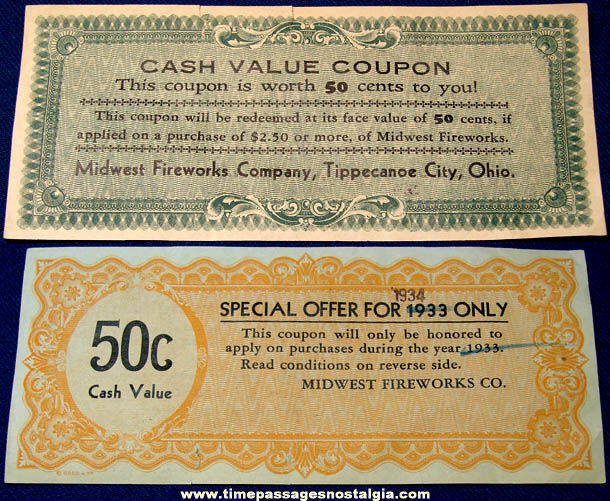 CASH VALUE COUPON
This coupon is worth 50 cents to you!
This coupon will be redeemed at its face value of 50 cents, if
applied on a purchase of $2.50 or more, of Midwest Fireworks.
Midwest Fireworks Company, Tippecanoe City, Ohio.
50c
Cash Value
1934
SPECIAL OFFER FOR 1933 ONLY
This coupon will only be honored to
apply on purchases during the year 1933.
Read conditions on reverse side.
MIDWEST FIREWORKS CO.
www.timepassagesnostalgia.com